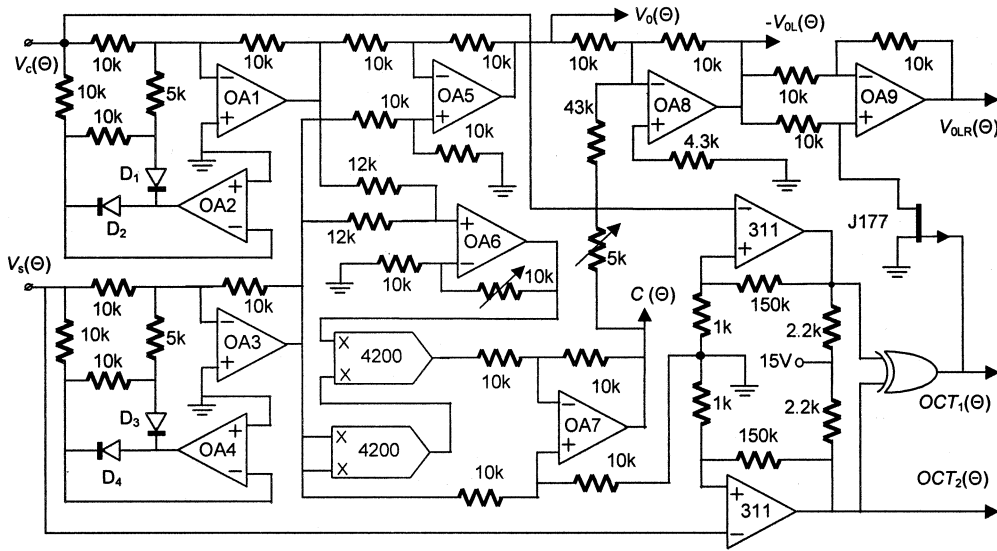 V₀(Θ)
-V₀L(Θ)
10k
10k
10k
10k
10k
10k
10k
Vc(Θ)
10k
5k
OA1
OA5
OA8
10k
OA9
10k
10k
10k
43k
10k
V₀LR(Θ)
D₁
12k
4.3k
OA2
D₂
12k
OA6
311
J177
Vs(Θ)
10k
10k
10k
10k
5k
C(Θ)
150k
10k
5k
OA3
1k
2.2k
10k
X
X
4200
10k
10k
15V
D₃
1k
2.2k
OCT₁(Θ)
OA4
D₄
X
X
4200
OA7
150k
10k
10k
OCT₂(Θ)
311